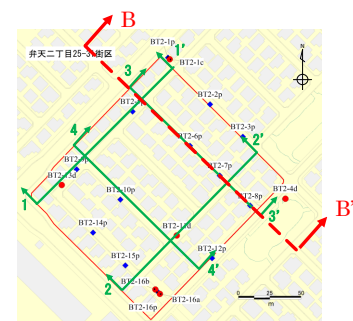 B
弁天二丁目25-3街区
BT2-1p
1'
N
BT2-1c
3
BT2-2p
4
BT2-3p
BT2-6p
2'
BT2-7p
BT2-13d
BT2-10p
BT2-8p
BT2-4d
B'
1
3'
BT2-14p
BT2-12p
BT2-15p
4'
2
BT2-16b
BT2-16a
BT2-16p
0
25
50
m